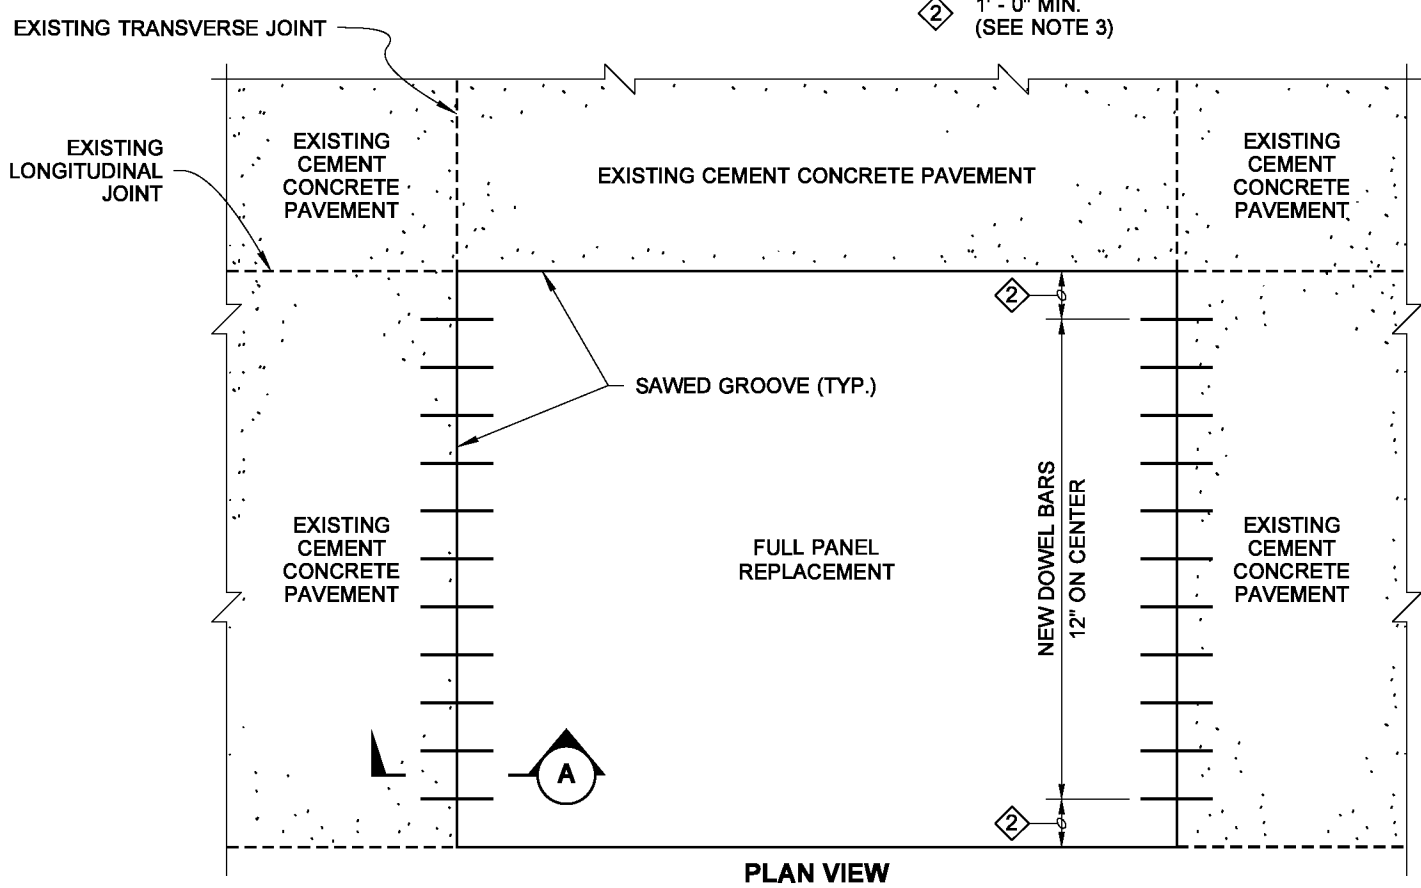 2
1' - 0" MIN.
(SEE NOTE 3)
EXISTING TRANSVERSE JOINT
EXISTING
LONGITUDINAL
JOINT
EXISTING
CEMENT
CONCRETE
PAVEMENT
EXISTING CEMENT CONCRETE PAVEMENT
EXISTING
CEMENT
CONCRETE
PAVEMENT
2
SAWED GROOVE (TYP.)
EXISTING
CEMENT
CONCRETE
PAVEMENT
FULL PANEL
REPLACEMENT
NEW DOWEL BARS
12" ON CENTER
EXISTING
CEMENT
CONCRETE
PAVEMENT
A
2
PLAN VIEW